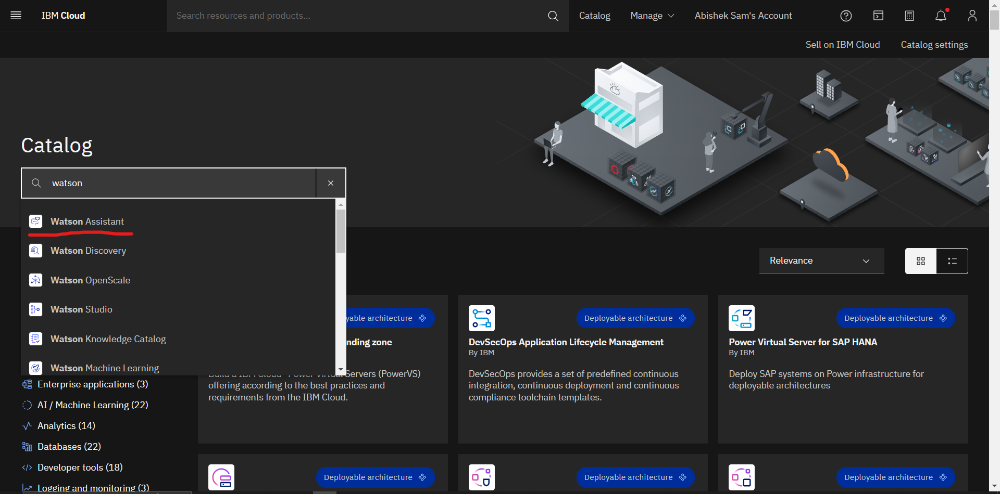 IBM Cloud
Search resources and products...
Catalog
Manage
Abishek Sam's Account
Sell on IBM Cloud
Catalog settings
Catalog
watson
Watson Assistant
Watson Discovery
Watson OpenScale
Watson Studio
Watson Knowledge Catalog
Watson Machine Learning
Relevance
Enterprise applications (3)
AI / Machine Learning (22)
Analytics (14)
Databases (22)
Developer tools (18)
Logging and monitoring (3)
yable architecture
nding zone
Build a IBM Cloud - Power Virtual Servers (PowerVS)
offering according to the best practices and
requirements from the IBM Cloud.
Deployable architecture
DevSecOps Application Lifecycle Management
By IBM
DevSecOps provides a set of predefined continuous
integration, continuous deployment and continuous
compliance toolchain templates.
Deployable architecture
Power Virtual Server for SAP HANA
By IBM
Deploy SAP systems on Power infrastructure for
deployable architectures
Deployable architecture
Deployable architecture
Deployable architecture